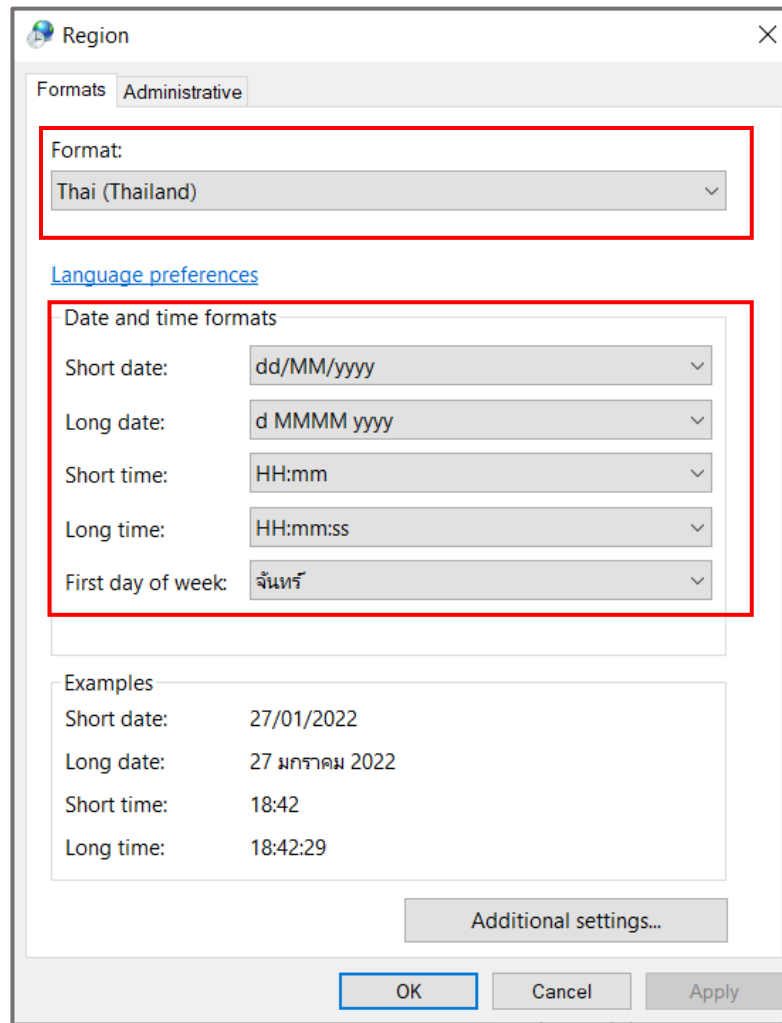 Region
Formats Administrative
Format:
Thai (Thailand)
Language preferences
Date and time formats
Short date: dd/MM/yyyy
Long date: d MMMM yyyy
Short time: HH:mm
Long time: HH:mm:ss
First day of week: จันทร์
Examples
Short date: 27/01/2022
Long date: 27 มกราคม 2022
Short time: 18:42
Long time: 18:42:29
Additional settings...
OK Cancel Apply